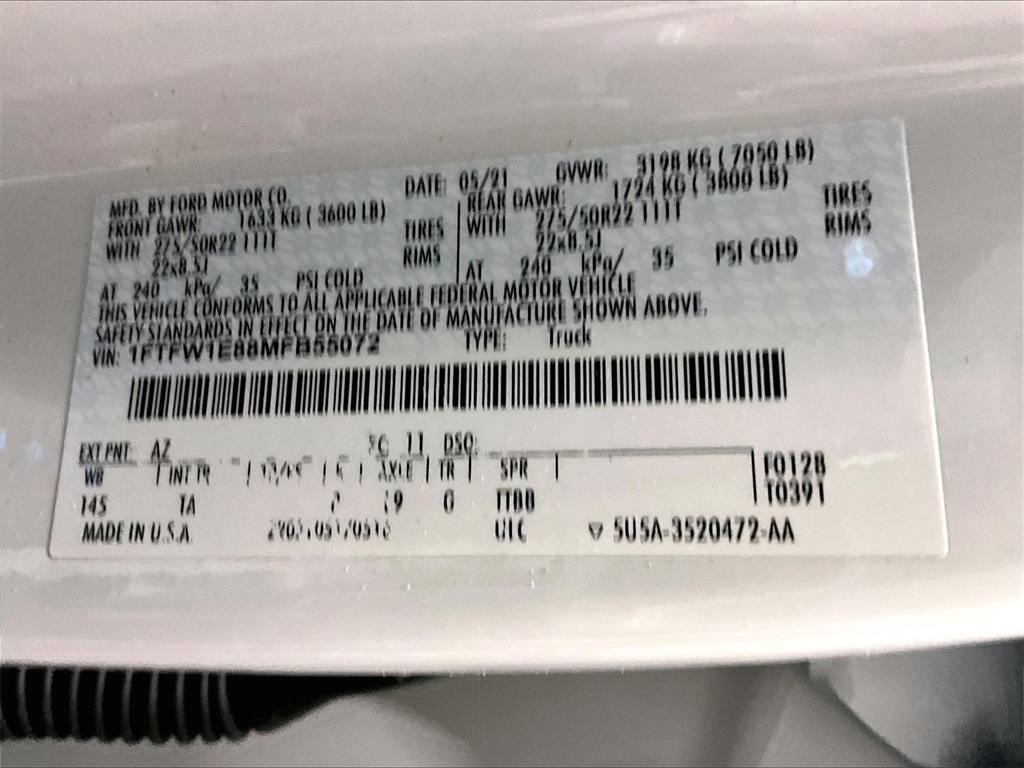 MFD. BY FORD MOTOR CO. DATE: 05/21 GVWR: 3198 KG ( 7050 LB)
FRONT GAWR: 1633 KG ( 3600 LB) REAR GAWR: 1724 KG ( 3800 LB)
WITH 275/50R22 111T TIRES WITH 275/50R22 111T TIRES
22x8.5J RIMS 22x8.5J RIMS
AT 240 kPa/ 35 PSI COLD AT 240 kPa/ 35 PSI COLD
THIS VEHICLE CONFORMS TO ALL APPLICABLE FEDERAL MOTOR VEHICLE
SAFETY STANDARDS IN EFFECT ON THE DATE OF MANUFACTURE SHOWN ABOVE.
VIN: 1FTFW1E88MFB55072 TYPE: Truck
EXT PNT: AZ 11 DSO:
WB INT TR AXLE TR SPR F0128
145 TA 19 G TTBB T0391
MADE IN U.S.A. 5U5A-3520472-AA